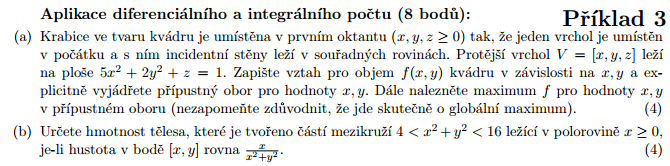 Aplikace diferenciálního a integrálního počtu (8 bodů): Příklad 3
(a) Krabice ve tvaru kvádru je umístěna v prvním oktantu (x, y, z ≥ 0) tak, že jeden vrchol je umístěn
v počátku a s ním incidentní stěny leží v souřadných rovinách. Protější vrchol V = [x, y, z] leží
na ploše 5x² + 2y² + z = 1. Zapište vztah pro objem f(x, y) kvádru v závislosti na x, y a ex-
plicitně vyjádřete přípustný obor pro hodnoty x, y. Dále nalezněte maximum f pro hodnoty x, y
v přípustném oboru (nezapomeňte zdůvodnit, že jde skutečně o globální maximum). (4)
(b) Určete hmotnost tělesa, které je tvořeno částí mezikruží 4 < x² + y² < 16 ležící v polorovině x ≥ 0,
je-li hustota v bodě [x, y] rovna x/(x²+y²). (4)